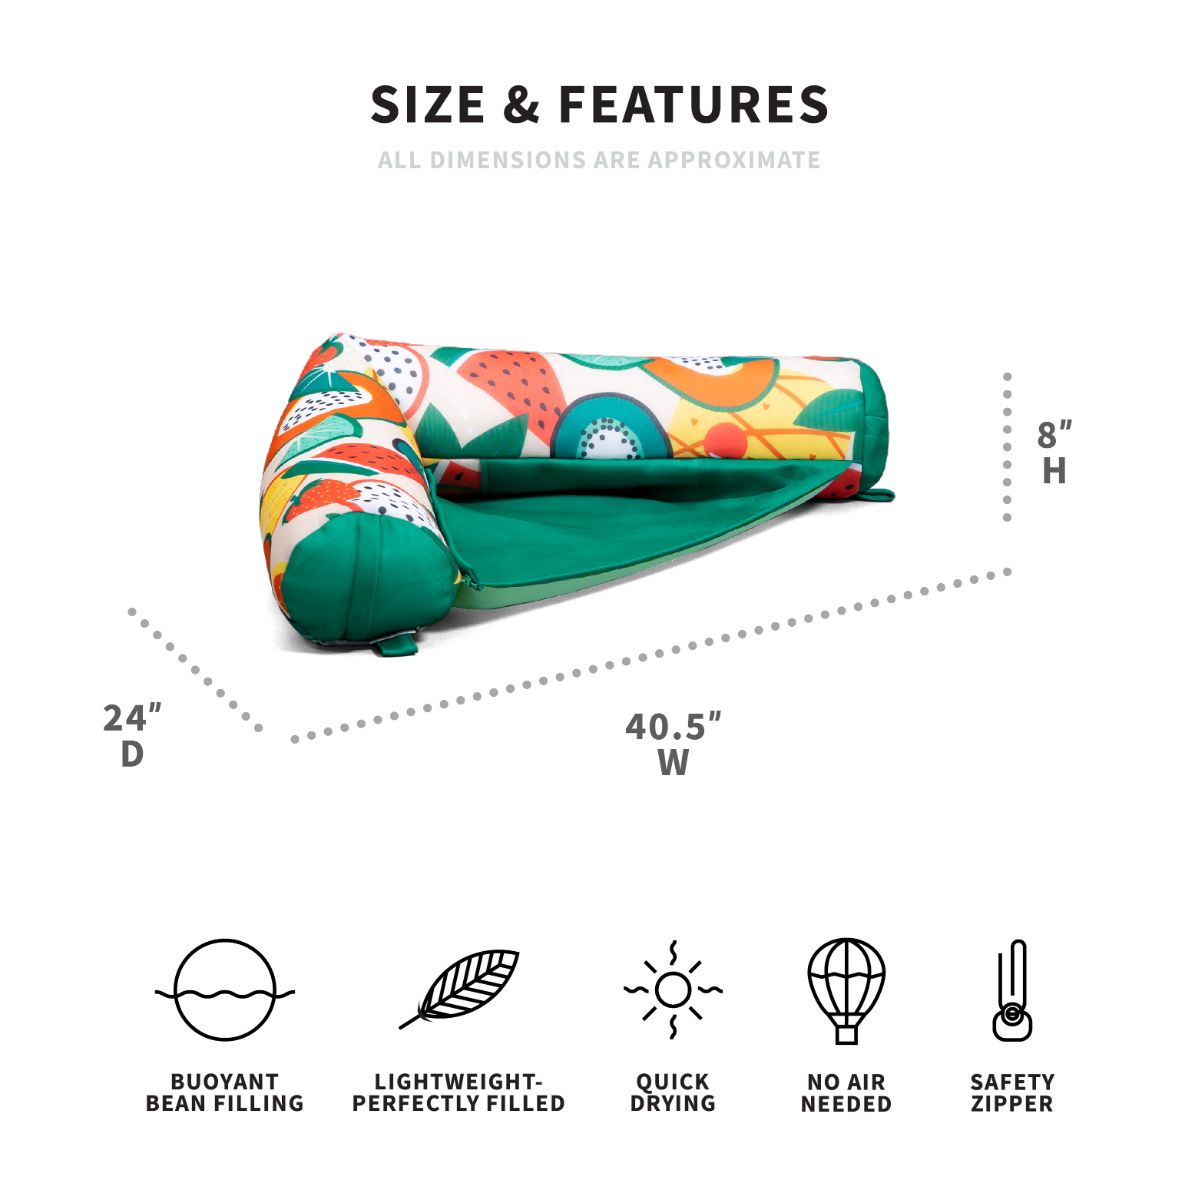 SIZE & FEATURES
ALL DIMENSIONS ARE APPROXIMATE
8"
H
24"
D
40.5"
W
BUOYANT
BEAN FILLING
LIGHTWEIGHT-
PERFECTLY FILLED
QUICK
DRYING
NO AIR
NEEDED
SAFETY
ZIPPER